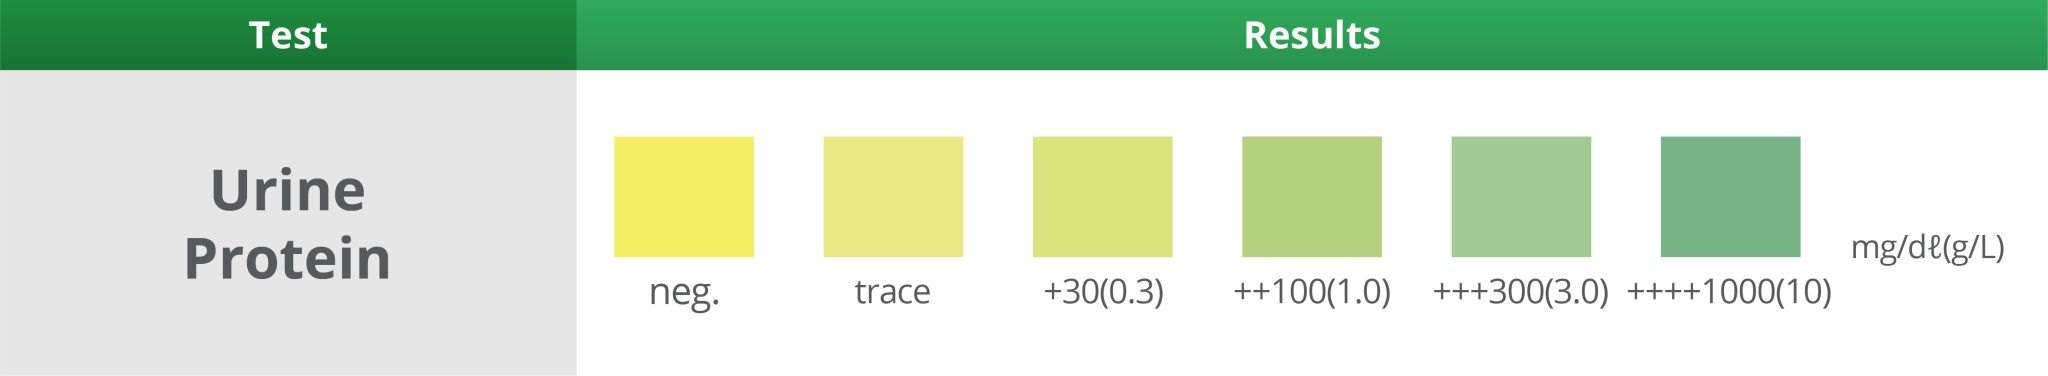 Test
Results
Urine
Protein
neg.
trace
+30(0.3)
++100(1.0)
+++300(3.0)
++++1000(10)
mg/dℓ(g/L)